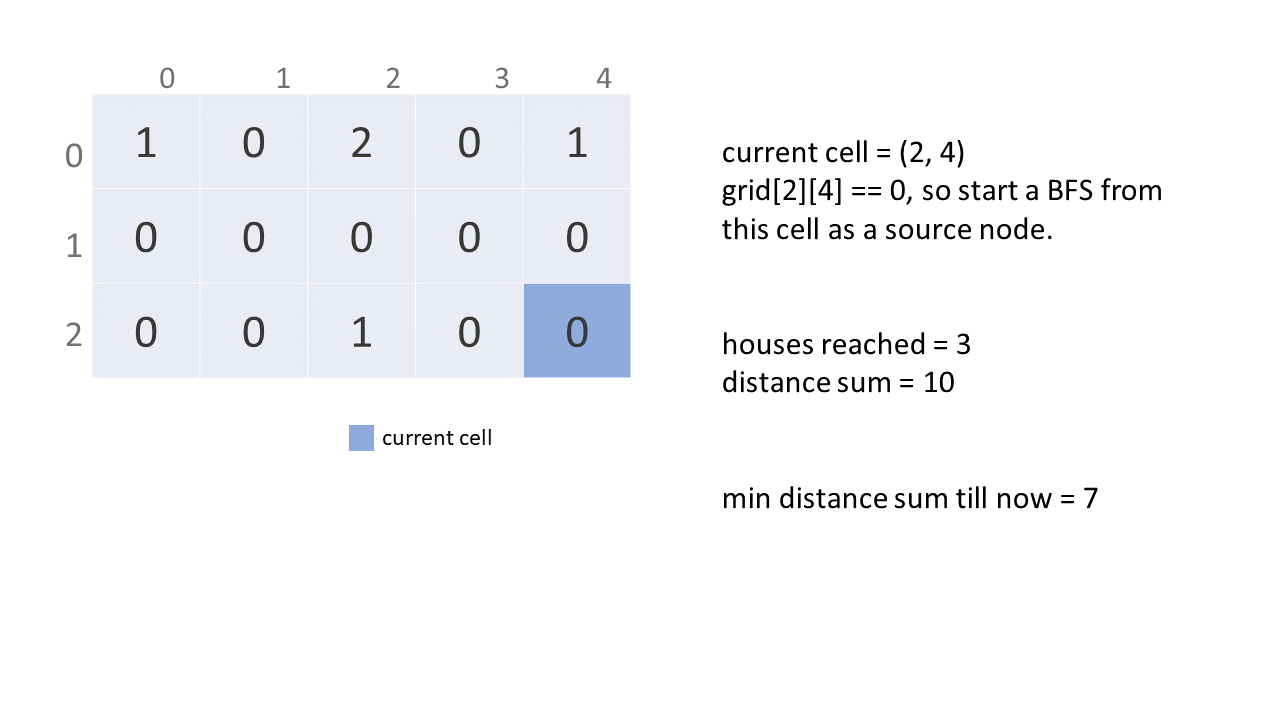 0 1 2 3 4
0 1 0 2 0 1
1 0 0 0 0 0
2 0 0 1 0 0
current cell
current cell = (2, 4)
grid[2][4] == 0, so start a BFS from
this cell as a source node.
houses reached = 3
distance sum = 10
min distance sum till now = 7